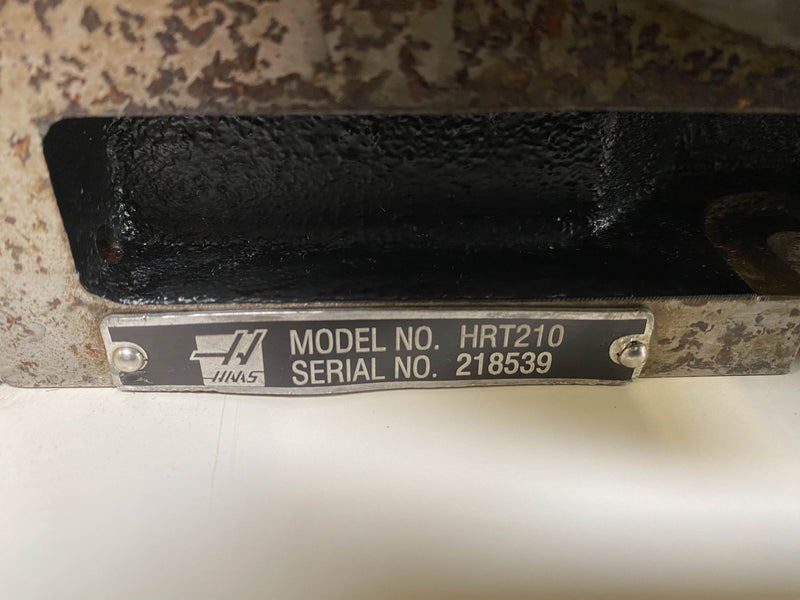 HAAS
MODEL NO. HRT210
SERIAL NO. 218539